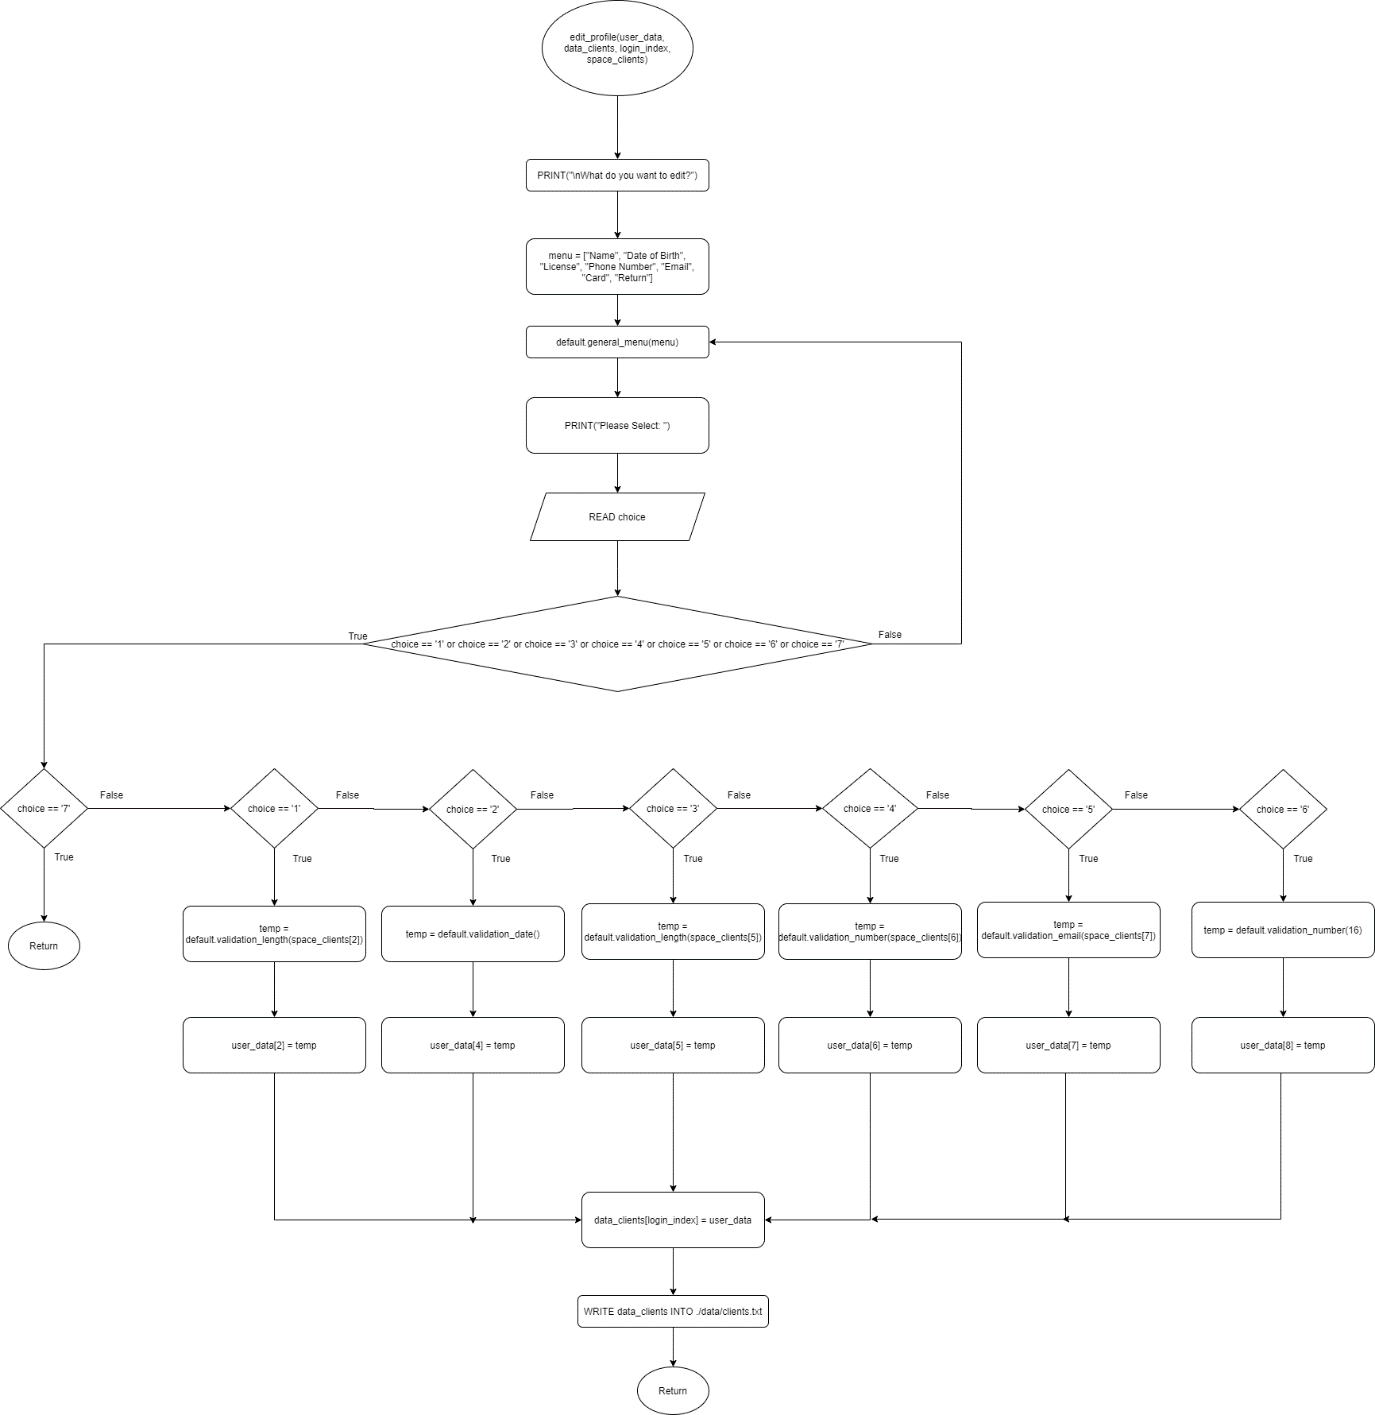 edit_profile(user_data,
data_clients, login_index,
space_clients)
PRINT("\nWhat do you want to edit?")
menu = ["Name", "Date of Birth",
"License", "Phone Number", "Email",
"Card", "Return"]
default.general_menu(menu)
PRINT("Please Select: ")
READ choice
True
False
choice == '1' or choice == '2' or choice == '3' or choice == '4' or choice == '5' or choice == '6' or choice == '7'
choice == '7'
False
choice == '1'
False
choice == '2'
False
choice == '3'
False
choice == '4'
False
choice == '5'
False
choice == '6'
True
True
True
True
True
True
True
Return
temp =
default.validation_length(space_clients[2])
temp = default.validation_date()
temp =
default.validation_length(space_clients[5])
temp =
default.validation_number(space_clients[6])
temp =
default.validation_email(space_clients[7])
temp = default.validation_number(16)
user_data[2] = temp
user_data[4] = temp
user_data[5] = temp
user_data[6] = temp
user_data[7] = temp
user_data[8] = temp
data_clients[login_index] = user_data
WRITE data_clients INTO ./data/clients.txt
Return